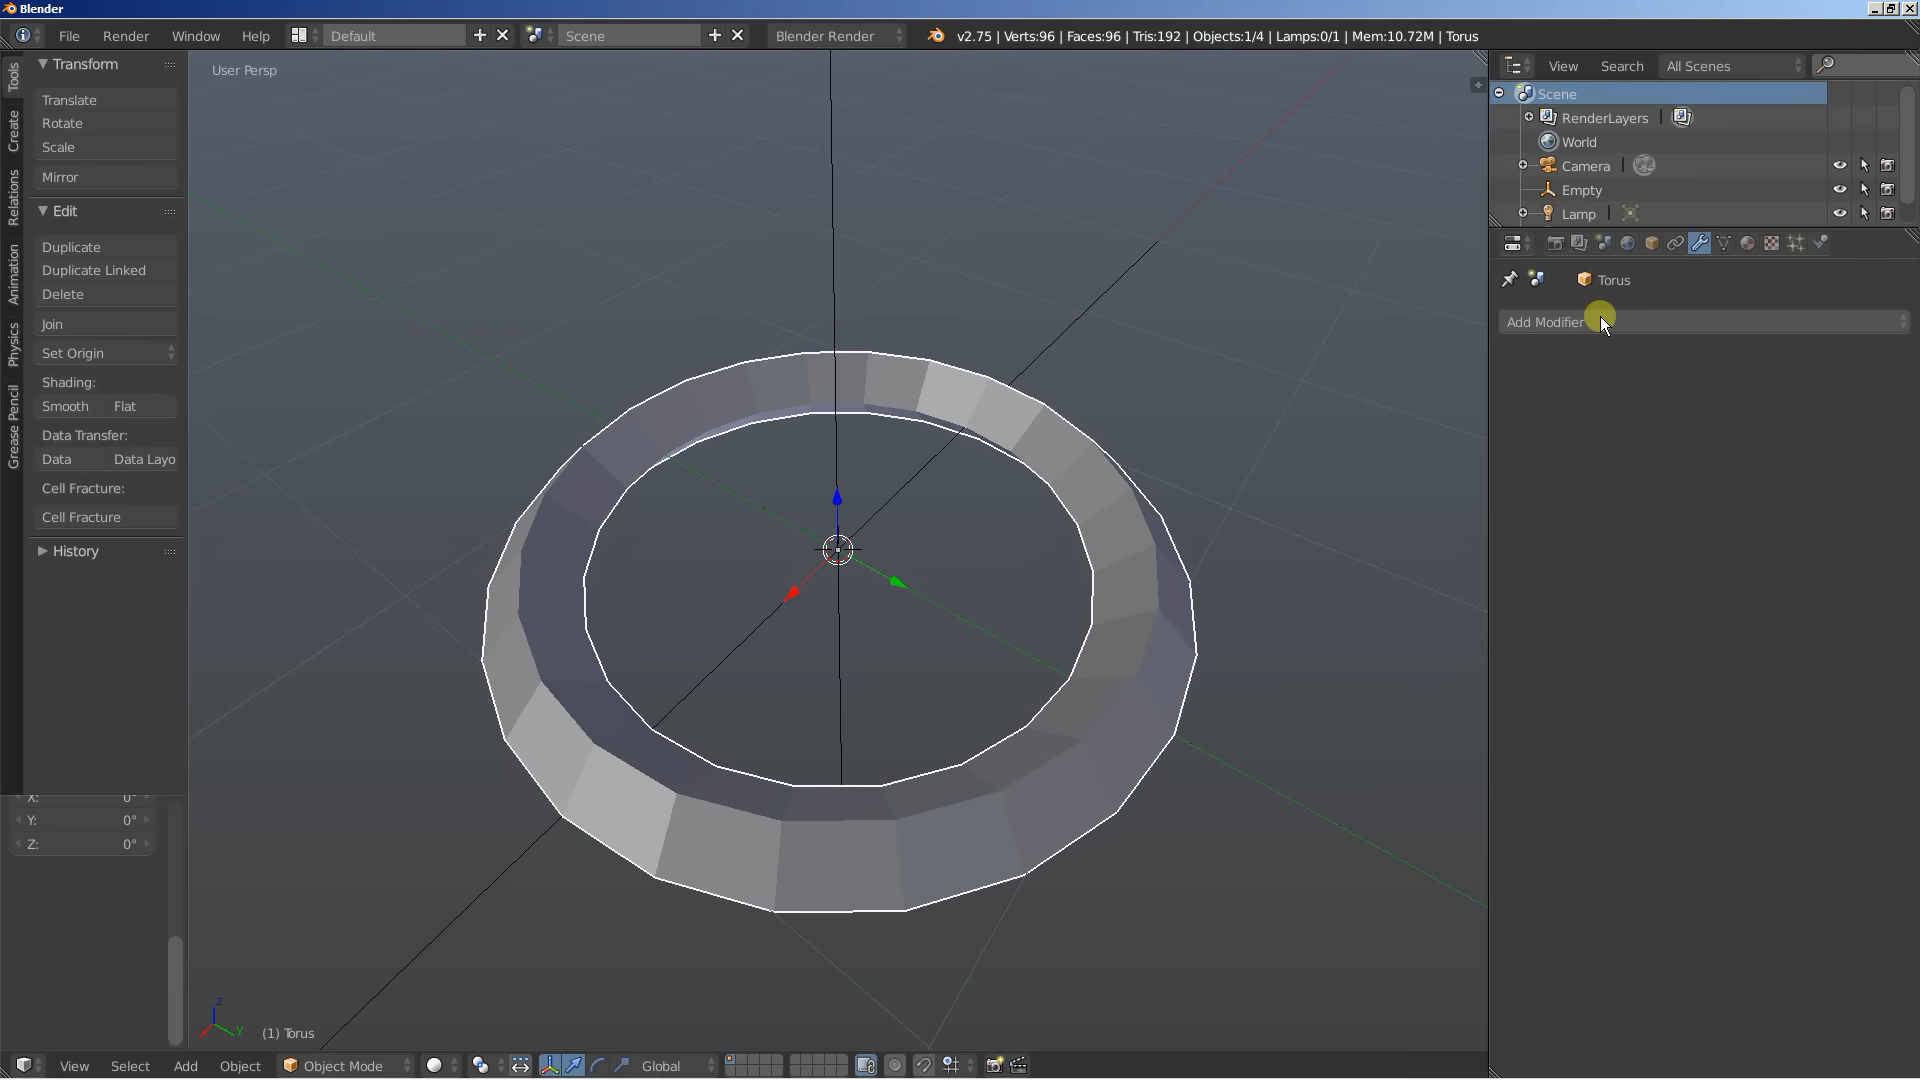 Blender
File Render Window Help Default Scene Blender Render v2.75 | Verts:96 | Faces:96 | Tris:192 | Objects:1/4 | Lamps:0/1 | Mem:10.72M | Torus
Tools
Create
Relations
Animation
Physics
Grease Pencil
Transform
Translate
Rotate
Scale
Mirror
Edit
Duplicate
Duplicate Linked
Delete
Join
Set Origin
Shading:
Smooth Flat
Data Transfer:
Data Data Layo
Cell Fracture:
Cell Fracture
History
X: 0°
Y: 0°
Z: 0°
User Persp
z
x
y
(1) Torus
View Select Add Object Object Mode Global
View Search All Scenes
Scene
RenderLayers
World
Camera
Empty
Lamp
Torus
Add Modifier